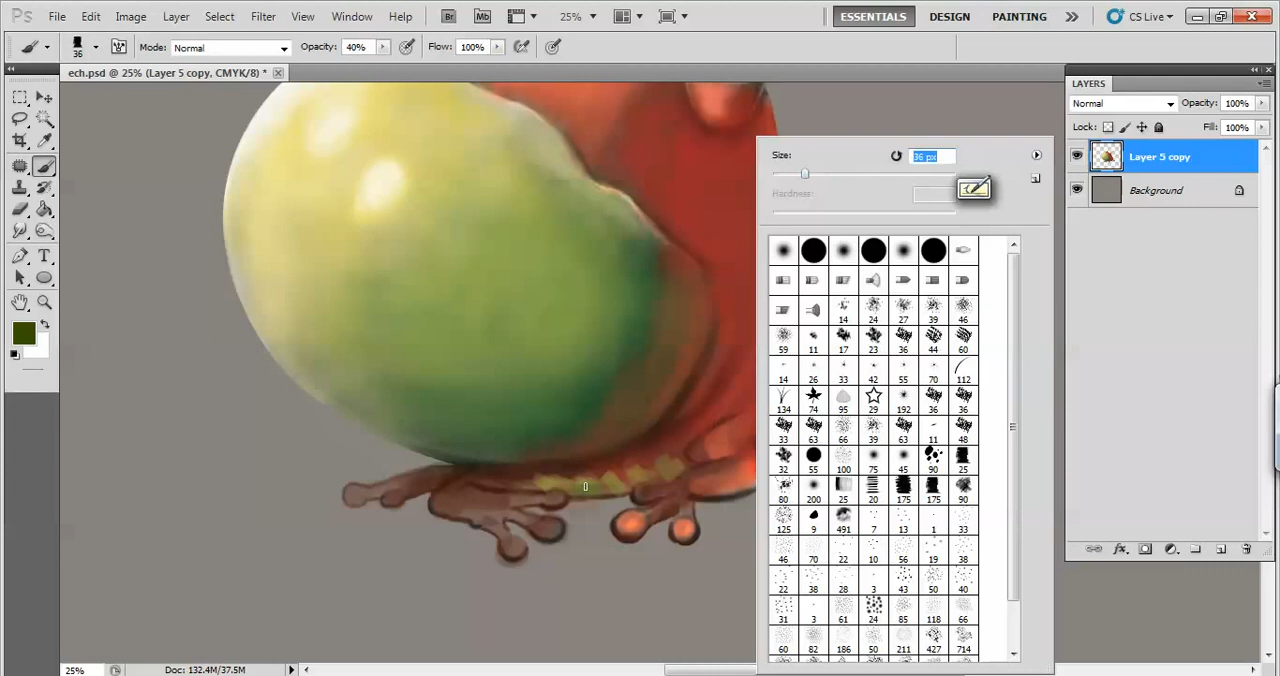 Ps File Edit Image Layer Select Filter View Window Help Br Mb 25% ESSENTIALS DESIGN PAINTING CS Live
36 Mode: Normal Opacity: 40% Flow: 100%
ech.psd @ 25% (Layer 5 copy, CMYK/8) *
LAYERS
Normal Opacity: 100%
Lock: Fill: 100%
Layer 5 copy
Background
Size: 36 px
Hardness:
14 24 27 39 46
59 11 17 23 36 44 60
14 26 33 42 55 70 112
134 74 95 29 192 36 36
33 63 66 39 63 11 48
32 55 100 75 45 90 25
80 200 25 20 175 175 90
125 9 491 7 13 1 33
46 70 22 10 56 19 38
22 38 28 3 43 50 40
31 3 61 24 85 118 66
60 82 186 50 211 427 714
T
25% Doc: 132.4M/37.5M
fx